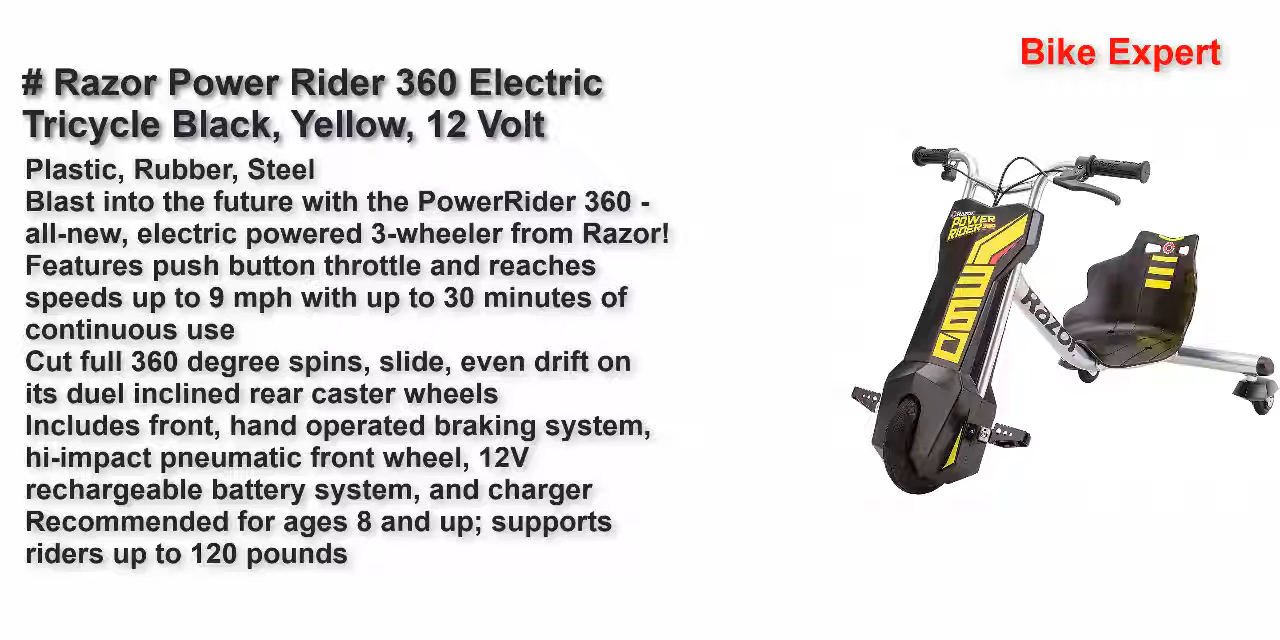 Bike Expert
# Razor Power Rider 360 Electric
Tricycle Black, Yellow, 12 Volt
Plastic, Rubber, Steel
Blast into the future with the PowerRider 360 -
all-new, electric powered 3-wheeler from Razor!
Features push button throttle and reaches
speeds up to 9 mph with up to 30 minutes of
continuous use
Cut full 360 degree spins, slide, even drift on
its duel inclined rear caster wheels
Includes front, hand operated braking system,
hi-impact pneumatic front wheel, 12V
rechargeable battery system, and charger
Recommended for ages 8 and up; supports
riders up to 120 pounds
Razor
POWER
RIDER 360
Razor